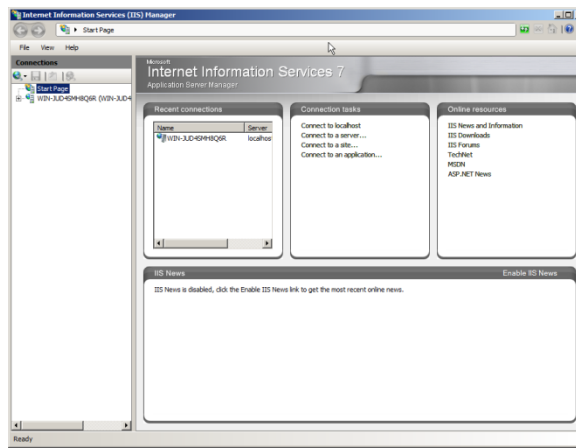 Internet Information Services (IIS) Manager
Start Page
File View Help
Connections
Start Page
WIN-JUD4SMH8Q6R (WIN-JUD4
Microsoft
Internet Information Services 7
Application Server Manager
Recent connections
Name Server
WIN-JUD4SMH8Q6R localhos
Connection tasks
Connect to localhost
Connect to a server...
Connect to a site...
Connect to an application...
Online resources
IIS News and Information
IIS Downloads
IIS Forums
TechNet
MSDN
ASP.NET News
IIS News Enable IIS News
IIS News is disabled, click the Enable IIS News link to get the most recent online news.
Ready